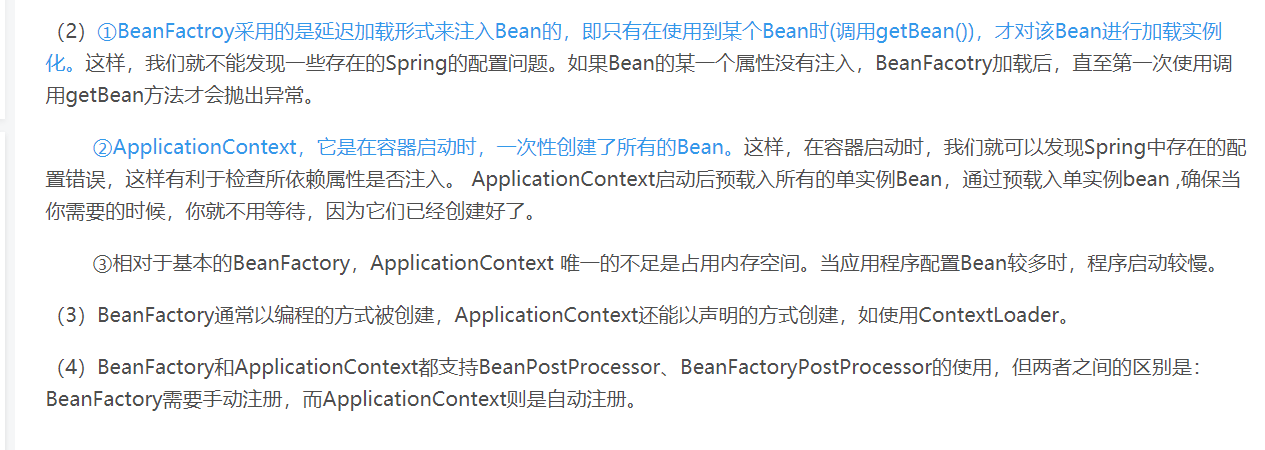 （2）①BeanFactroy采用的是延迟加载形式来注入Bean的，即只有在使用到某个Bean时(调用getBean())，才对该Bean进行加载实例
化。这样，我们就不能发现一些存在的Spring的配置问题。如果Bean的某一个属性没有注入，BeanFacotry加载后，直至第一次使用调
用getBean方法才会抛出异常。
②ApplicationContext，它是在容器启动时，一次性创建了所有的Bean。这样，在容器启动时，我们就可以发现Spring中存在的配
置错误，这样有利于检查所依赖属性是否注入。 ApplicationContext启动后预载入所有的单实例Bean，通过预载入单实例bean ,确保当
你需要的时候，你就不用等待，因为它们已经创建好了。
③相对于基本的BeanFactory，ApplicationContext 唯一的不足是占用内存空间。当应用程序配置Bean较多时，程序启动较慢。
（3）BeanFactory通常以编程的方式被创建，ApplicationContext还能以声明的方式创建，如使用ContextLoader。
（4）BeanFactory和ApplicationContext都支持BeanPostProcessor、BeanFactoryPostProcessor的使用，但两者之间的区别是：
BeanFactory需要手动注册，而ApplicationContext则是自动注册。